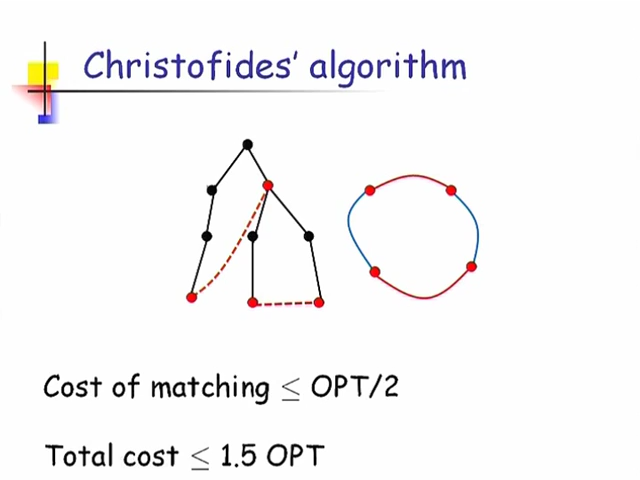 Christofides' algorithm
Cost of matching ≤ OPT/2
Total cost ≤ 1.5 OPT